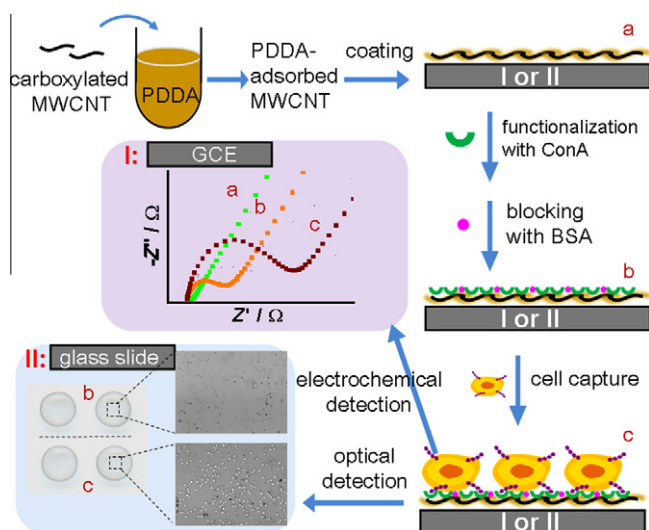 carboxylated
MWCNT
PDDA
PDDA-
adsorbed
MWCNT
coating
a
I or II
functionalization
with ConA
blocking
with BSA
b
I or II
cell capture
c
I or II
electrochemical
detection
optical
detection
I: GCE
a
b
c
-Z'' / Ω
Z' / Ω
II: glass slide
b
c